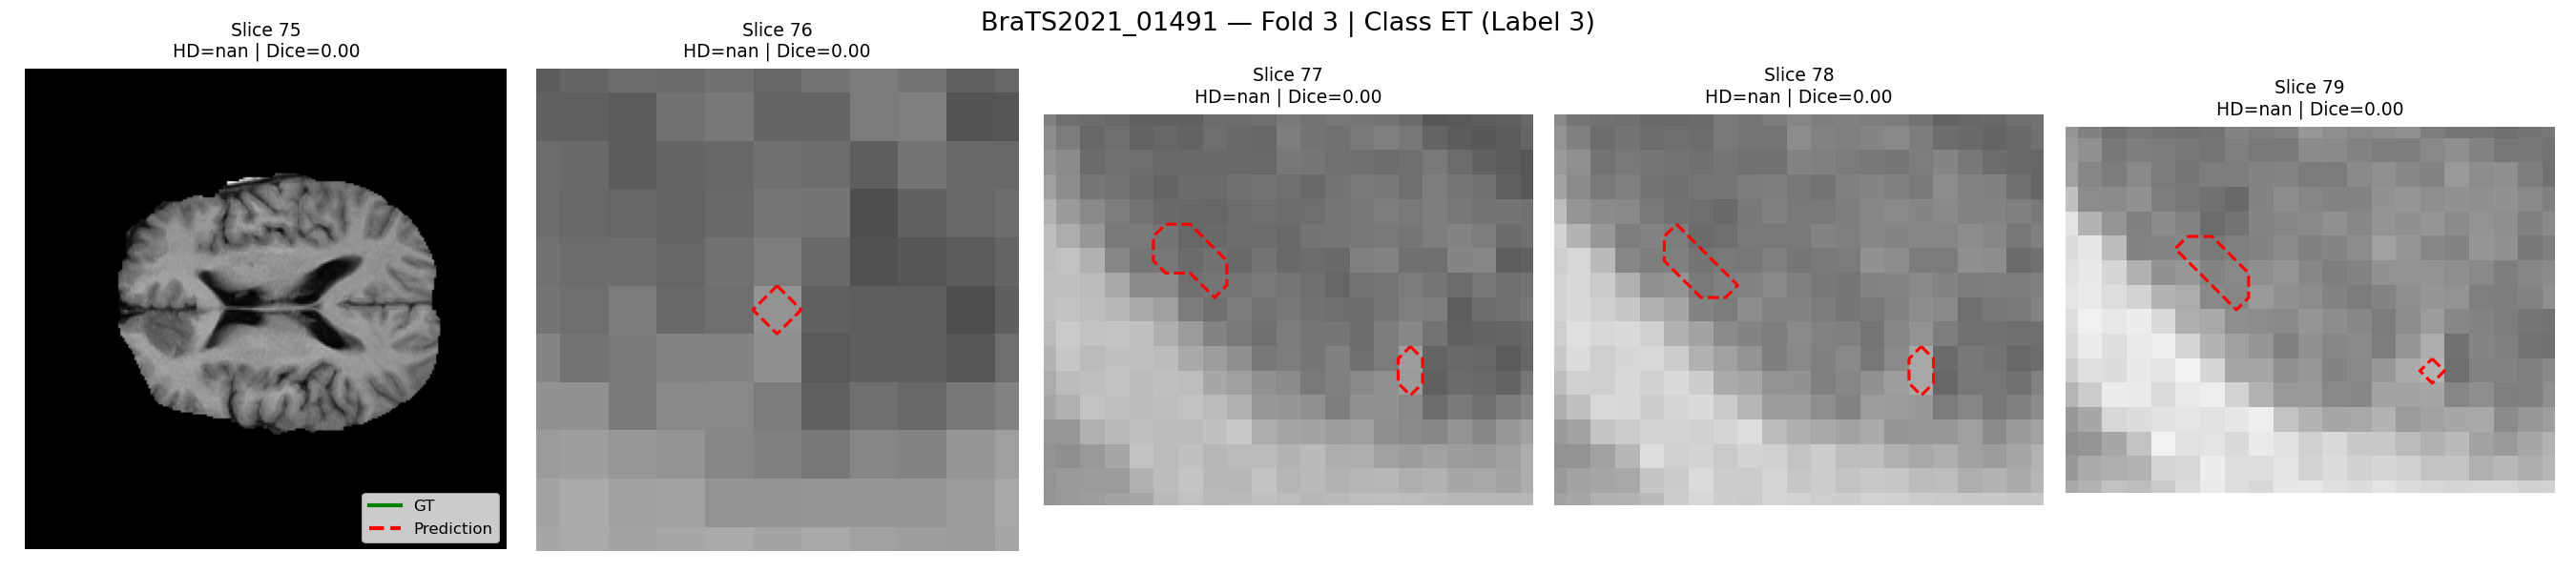 BraTS2021_01491 — Fold 3 | Class ET (Label 3)
Slice 75
HD=nan | Dice=0.00
Slice 76
HD=nan | Dice=0.00
Slice 77
HD=nan | Dice=0.00
Slice 78
HD=nan | Dice=0.00
Slice 79
HD=nan | Dice=0.00
GT
Prediction